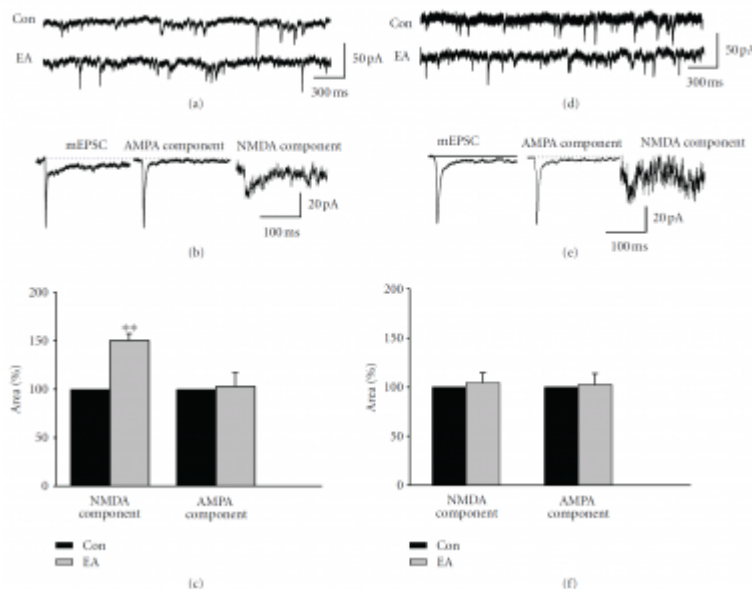 Con
EA
50 pA
300 ms
(a)
Con
EA
50 pA
300 ms
(d)
mEPSC AMPA component NMDA component
20 pA
100 ms
(b)
mEPSC AMPA component NMDA component
20 pA
100 ms
(e)
200
150
100
50
0
Area (%)
**
NMDA component
AMPA component
Con
EA
(c)
200
150
100
50
0
Area (%)
NMDA component
AMPA component
Con
EA
(f)